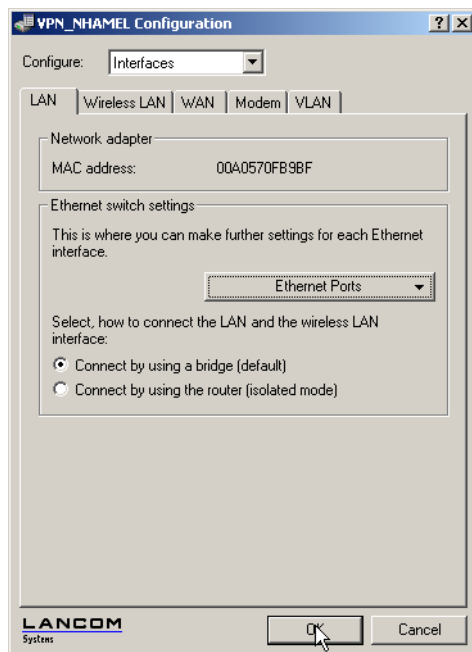 VPN_NHAMEL Configuration
Configure: Interfaces
LAN Wireless LAN WAN Modem VLAN
Network adapter
MAC address: 00A0570FB9BF
Ethernet switch settings
This is where you can make further settings for each Ethernet
interface.
Ethernet Ports
Select, how to connect the LAN and the wireless LAN
interface:
Connect by using a bridge (default)
Connect by using the router (isolated mode)
LANCOM
Systems
OK Cancel